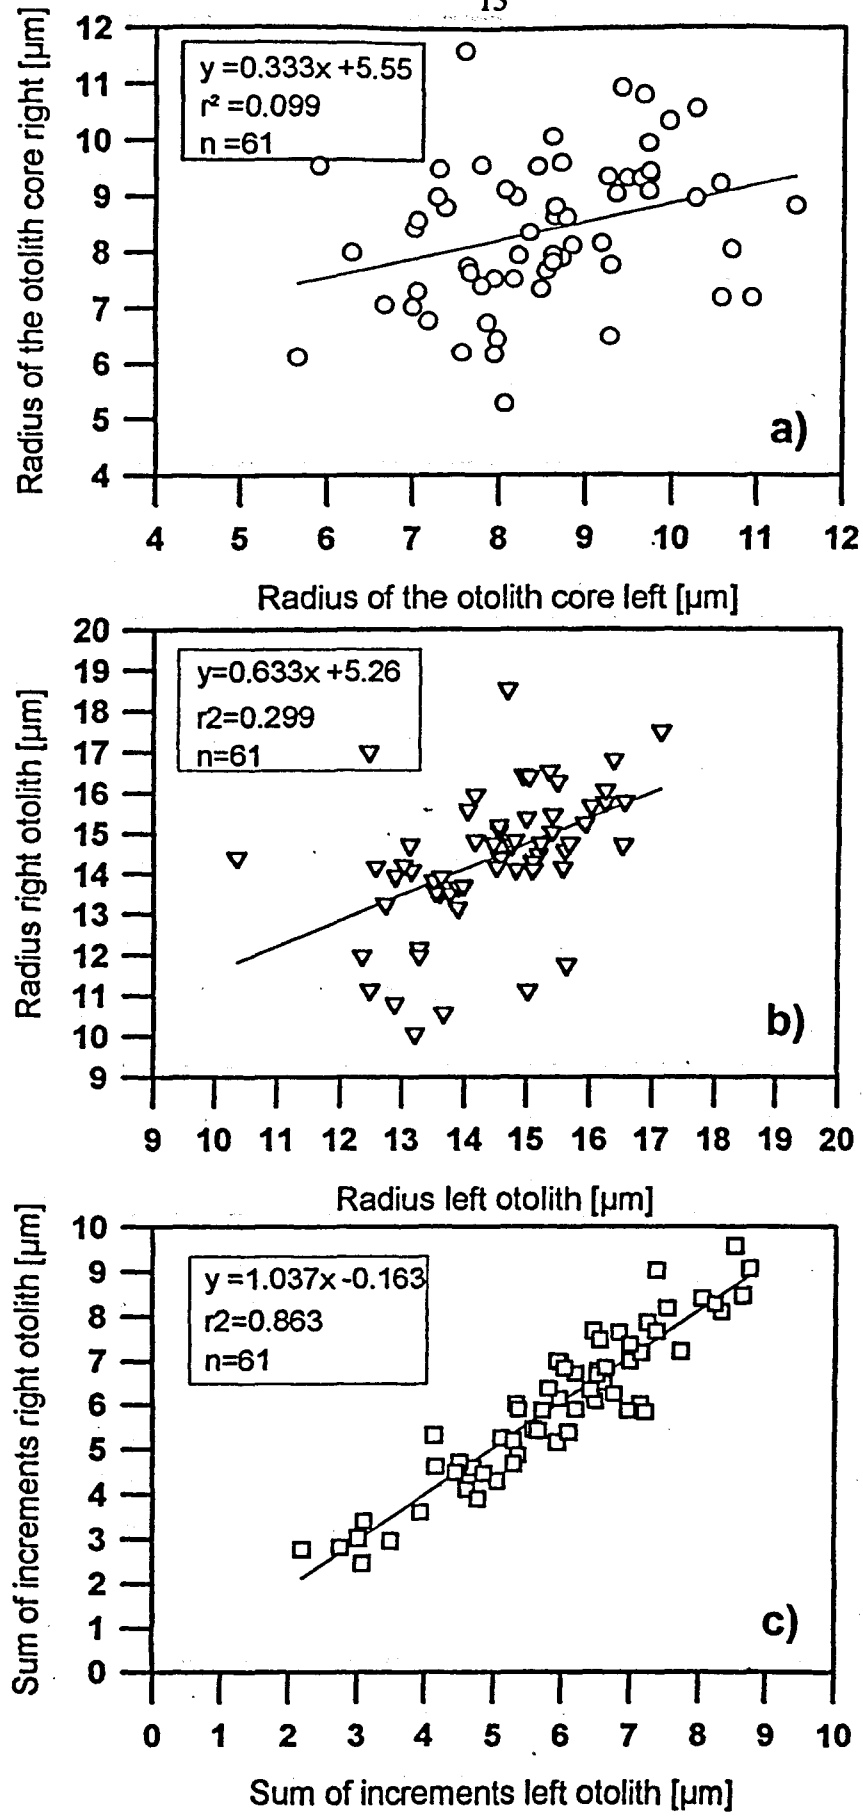 13
Radius of the otolith core right [µm]
12
11
10
9
8
7
6
5
4
y =0.333x +5.55
r² =0.099
n =61
a)
4 5 6 7 8 9 10 11 12
Radius of the otolith core left [µm]
Radius right otolith [µm]
20
19
18
17
16
15
14
13
12
11
10
9
y=0.633x +5.26
r2=0.299
n=61
b)
9 10 11 12 13 14 15 16 17 18 19 20
Radius left otolith [µm]
Sum of increments right otolith [µm]
10
9
8
7
6
5
4
3
2
1
0
y =1.037x -0.163
r2=0.863
n=61
c)
0 1 2 3 4 5 6 7 8 9 10
Sum of increments left otolith [µm]